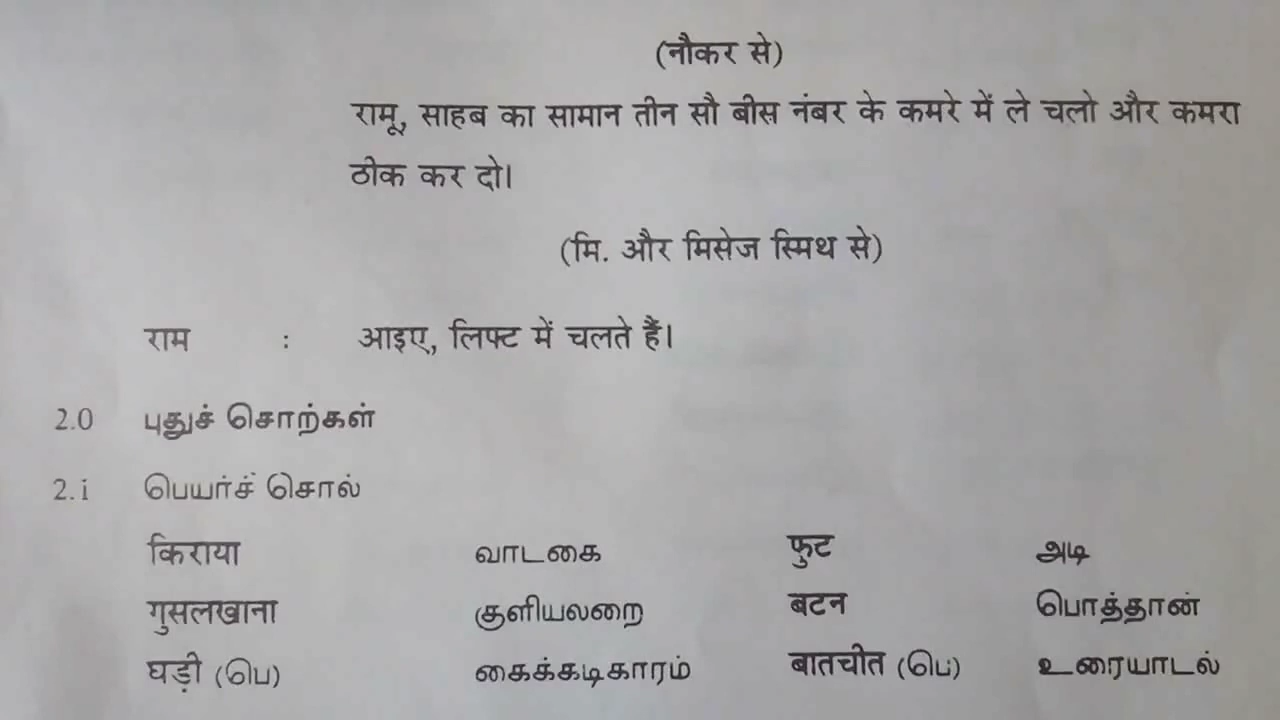 (नौकर से)
रामू, साहब का सामान तीन सौ बीस नंबर के कमरे में ले चलो और कमरा
ठीक कर दो।
(मि. और मिसेज स्मिथ से)
राम : आइए, लिफ्ट में चलते हैं।
2.0 புதுச் சொற்கள்
2.i பெயர்ச் சொல்
किराया வாடகை फुट அடி
गुसलखाना குளியலறை बटन பொத்தான்
घड़ी (பெ) கைக்கடிகாரம் बातचीत (பெ) உரையாடல்